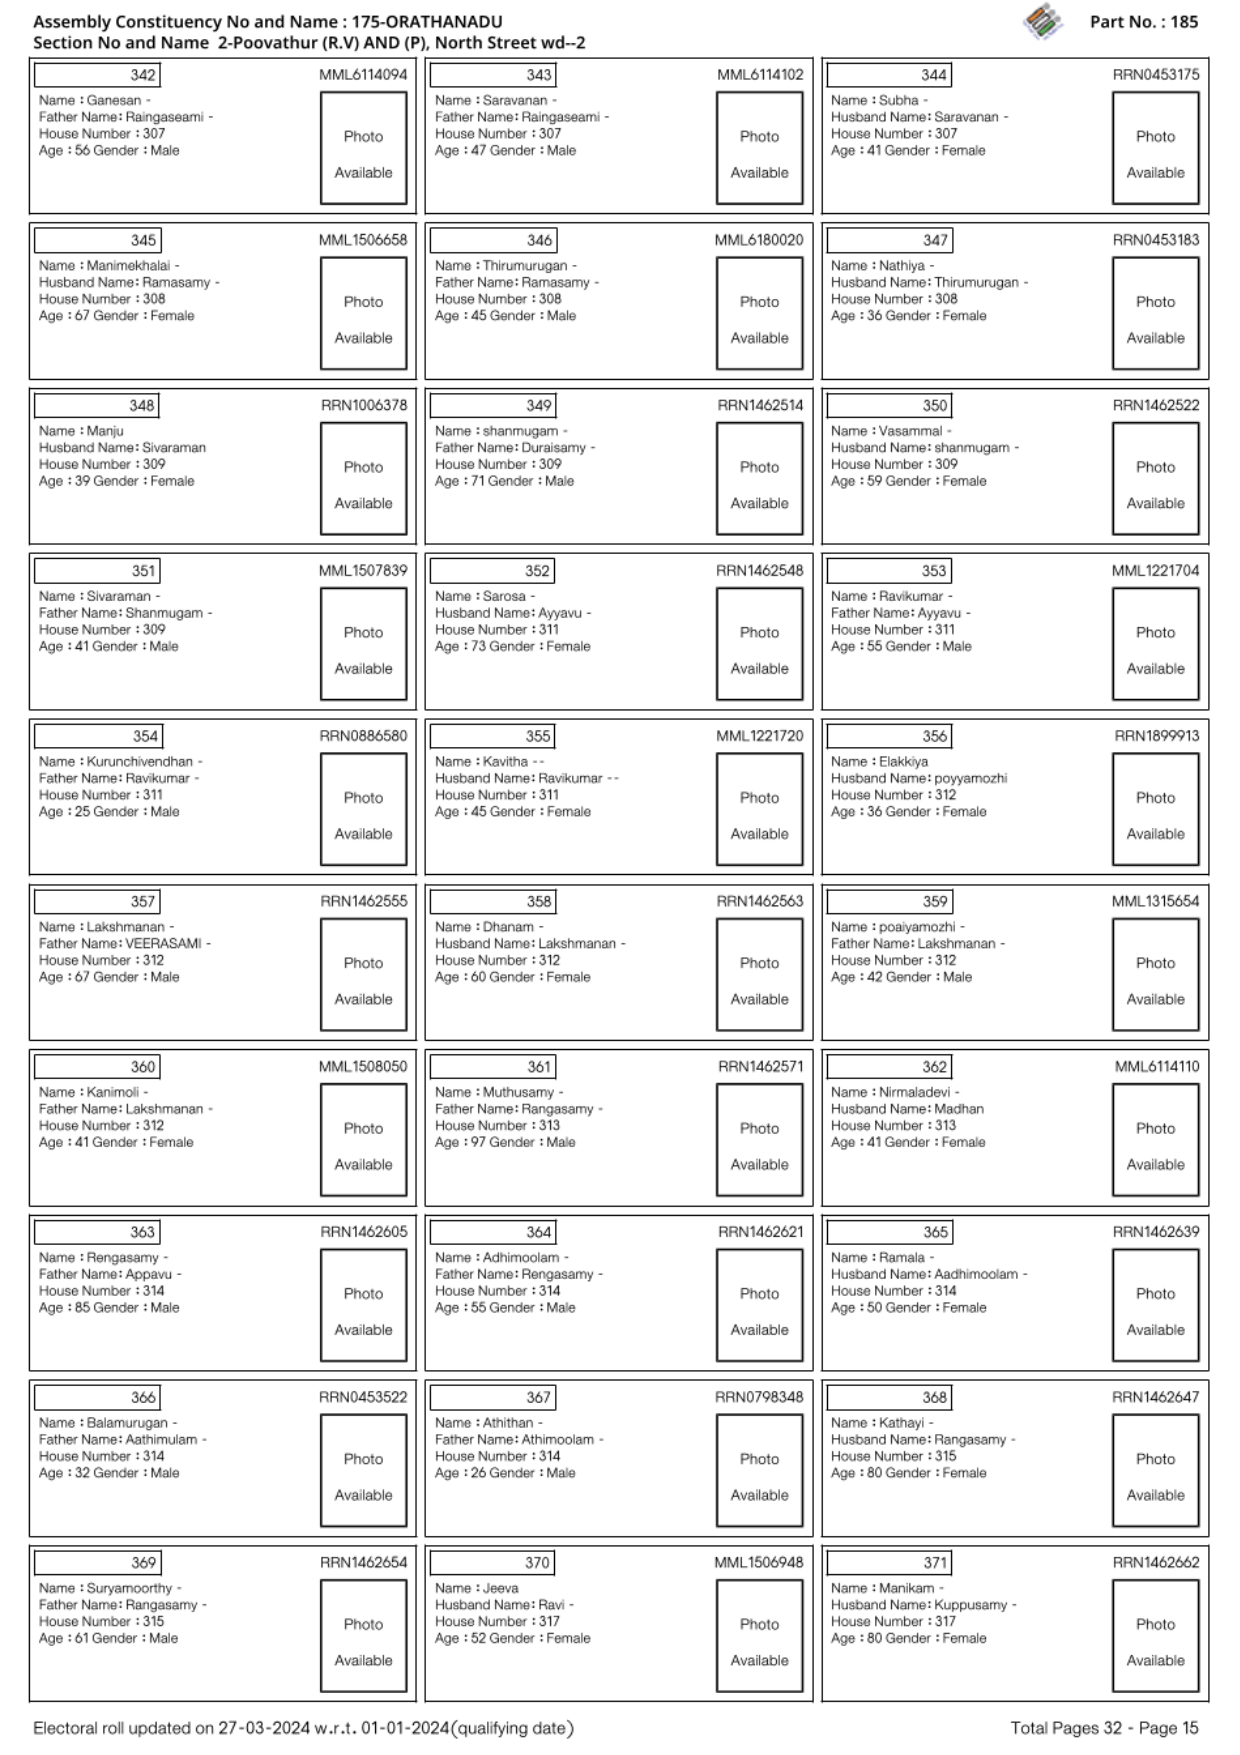 Assembly Constituency No and Name : 175-ORATHANADU
Part No. : 185
Section No and Name 2-Poovathur (R.V) AND (P), North Street wd--2
342
MML6114094
Name : Ganesan -
Father Name: Raingaseami -
House Number : 307
Age : 56 Gender : Male
Photo
Available
343
MML6114102
Name : Saravanan -
Father Name: Raingaseami -
House Number : 307
Age : 47 Gender : Male
Photo
Available
344
RRN0453175
Name : Subha -
Husband Name: Saravanan -
House Number : 307
Age : 41 Gender : Female
Photo
Available
345
MML1506658
Name : Manimekhalai -
Husband Name: Ramasamy -
House Number : 308
Age : 67 Gender : Female
Photo
Available
346
MML6180020
Name : Thirumurugan -
Father Name: Ramasamy -
House Number : 308
Age : 45 Gender : Male
Photo
Available
347
RRN0453183
Name : Nathiya -
Husband Name: Thirumurugan -
House Number : 308
Age : 36 Gender : Female
Photo
Available
348
RRN1006378
Name : Manju
Husband Name: Sivaraman
House Number : 309
Age : 39 Gender : Female
Photo
Available
349
RRN1462514
Name : shanmugam -
Father Name: Duraisamy -
House Number : 309
Age : 71 Gender : Male
Photo
Available
350
RRN1462522
Name : Vasammal -
Husband Name: shanmugam -
House Number : 309
Age : 59 Gender : Female
Photo
Available
351
MML1507839
Name : Sivaraman -
Father Name: Shanmugam -
House Number : 309
Age : 41 Gender : Male
Photo
Available
352
RRN1462548
Name : Sarosa -
Husband Name: Ayyavu -
House Number : 311
Age : 73 Gender : Female
Photo
Available
353
MML1221704
Name : Ravikumar -
Father Name: Ayyavu -
House Number : 311
Age : 55 Gender : Male
Photo
Available
354
RRN0886580
Name : Kurunchivendhan -
Father Name: Ravikumar -
House Number : 311
Age : 25 Gender : Male
Photo
Available
355
MML1221720
Name : Kavitha --
Husband Name: Ravikumar --
House Number : 311
Age : 45 Gender : Female
Photo
Available
356
RRN1899913
Name : Elakkiya
Husband Name: poyyamozhi
House Number : 312
Age : 36 Gender : Female
Photo
Available
357
RRN1462555
Name : Lakshmanan -
Father Name: VEERASAMI -
House Number : 312
Age : 67 Gender : Male
Photo
Available
358
RRN1462563
Name : Dhanam -
Husband Name: Lakshmanan -
House Number : 312
Age : 60 Gender : Female
Photo
Available
359
MML1315654
Name : poaiyamozhi -
Father Name: Lakshmanan -
House Number : 312
Age : 42 Gender : Male
Photo
Available
360
MML1508050
Name : Kanimoli -
Father Name: Lakshmanan -
House Number : 312
Age : 41 Gender : Female
Photo
Available
361
RRN1462571
Name : Muthusamy -
Father Name: Rangasamy -
House Number : 313
Age : 97 Gender : Male
Photo
Available
362
MML6114110
Name : Nirmaladevi -
Husband Name: Madhan
House Number : 313
Age : 41 Gender : Female
Photo
Available
363
RRN1462605
Name : Rengasamy -
Father Name: Appavu -
House Number : 314
Age : 85 Gender : Male
Photo
Available
364
RRN1462621
Name : Adhimoolam -
Father Name: Rengasamy -
House Number : 314
Age : 55 Gender : Male
Photo
Available
365
RRN1462639
Name : Ramala -
Husband Name: Aadhimoolam -
House Number : 314
Age : 50 Gender : Female
Photo
Available
366
RRN0453522
Name : Balamurugan -
Father Name: Aathimulam -
House Number : 314
Age : 32 Gender : Male
Photo
Available
367
RRN0798348
Name : Athithan -
Father Name: Athimoolam -
House Number : 314
Age : 26 Gender : Male
Photo
Available
368
RRN1462647
Name : Kathayi -
Husband Name: Rangasamy -
House Number : 315
Age : 80 Gender : Female
Photo
Available
369
RRN1462654
Name : Suryamoorthy -
Father Name: Rangasamy -
House Number : 315
Age : 61 Gender : Male
Photo
Available
370
MML1506948
Name : Jeeva
Husband Name: Ravi -
House Number : 317
Age : 52 Gender : Female
Photo
Available
371
RRN1462662
Name : Manikam -
Husband Name: Kuppusamy -
House Number : 317
Age : 80 Gender : Female
Photo
Available
Electoral roll updated on 27-03-2024 w.r.t. 01-01-2024(qualifying date)
Total Pages 32 - Page 15